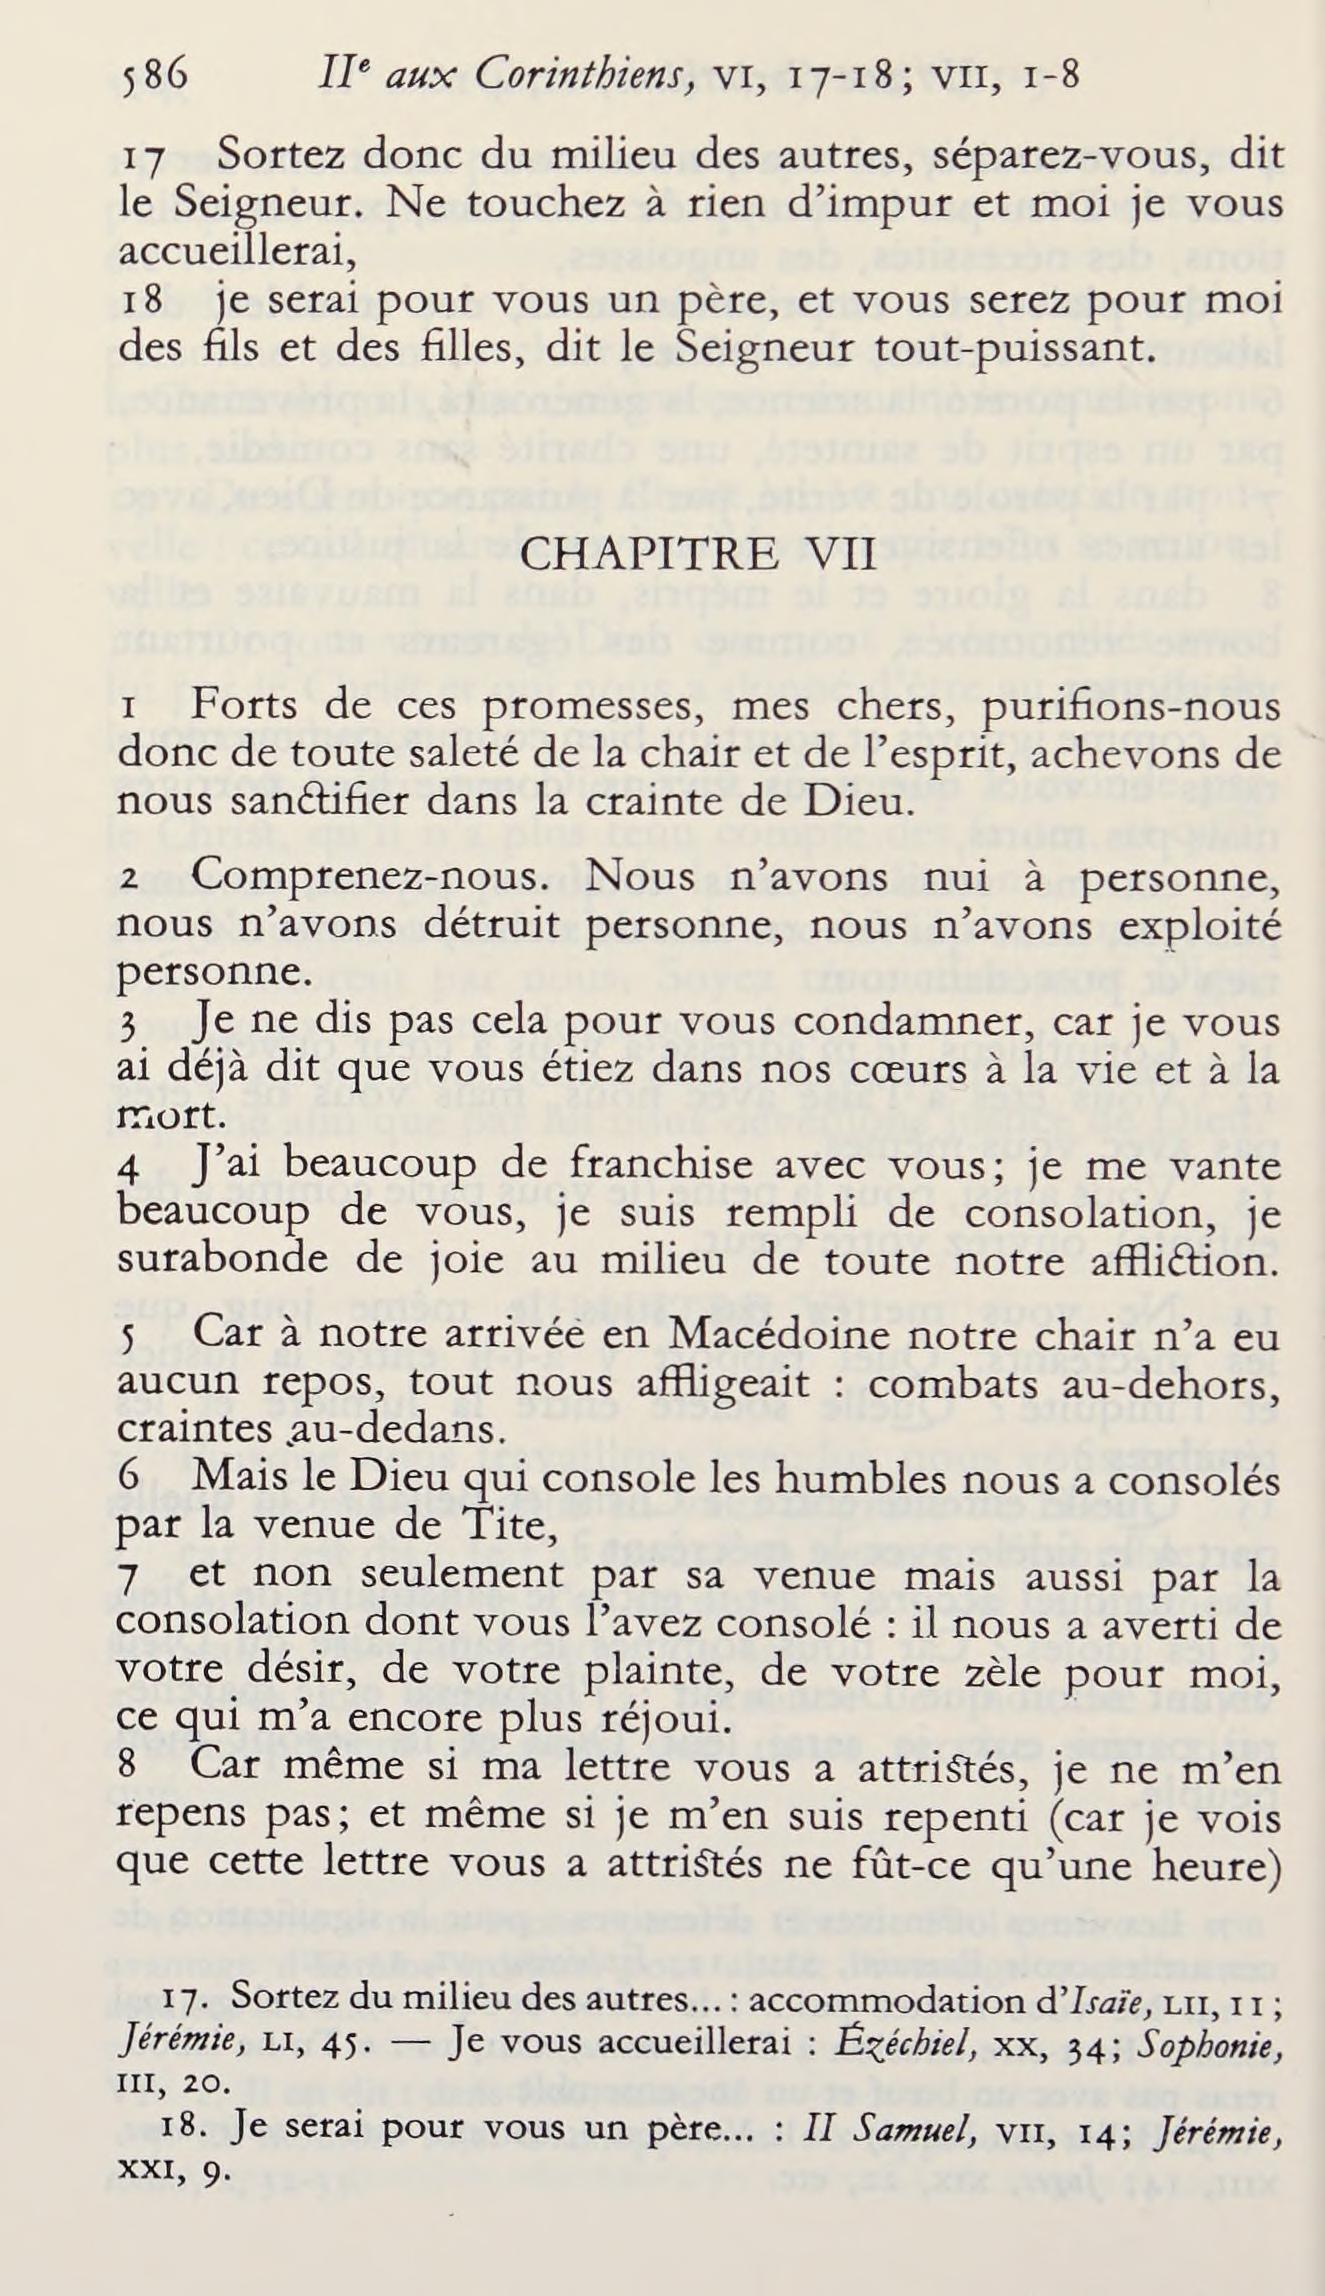 586 IIe aux Corinthiens, VI, 17-18; VII, 1-8
17 Sortez donc du milieu des autres, séparez-vous, dit
le Seigneur. Ne touchez à rien d’impur et moi je vous
accueillerai,
18 je serai pour vous un père, et vous serez pour moi
des fils et des filles, dit le Seigneur tout-puissant.
CHAPITRE VII
1 Forts de ces promesses, mes chers, purifions-nous
donc de toute saleté de la chair et de l’esprit, achevons de
nous sanctifier dans la crainte de Dieu.
2 Comprenez-nous. Nous n’avons nui à personne,
nous n’avons détruit personne, nous n’avons exploité
personne.
3 Je ne dis pas cela pour vous condamner, car je vous
ai déjà dit que vous étiez dans nos cœurs à la vie et à la
mort.
4 J’ai beaucoup de franchise avec vous; je me vante
beaucoup de vous, je suis rempli de consolation, je
surabonde de joie au milieu de toute notre affliction.
5 Car à notre arrivée en Macédoine notre chair n’a eu
aucun repos, tout nous affligeait : combats au-dehors,
craintes au-dedans.
6 Mais le Dieu qui console les humbles nous a consolés
par la venue de Tite,
7 et non seulement par sa venue mais aussi par la
consolation dont vous l’avez consolé : il nous a averti de
votre désir, de votre plainte, de votre zèle pour moi,
ce qui m’a encore plus réjoui.
8 Car même si ma lettre vous a attristés, je ne m’en
repens pas; et même si je m’en suis repenti (car je vois
que cette lettre vous a attristés ne fût-ce qu’une heure)
17. Sortez du milieu des autres... : accommodation d’Isaïe, LII, 11;
Jérémie, LI, 45. — Je vous accueillerai : Ézéchiel, XX, 34; Sophonie,
III, 20.
18. Je serai pour vous un père... : II Samuel, VII, 14; Jérémie,
XXI, 9.